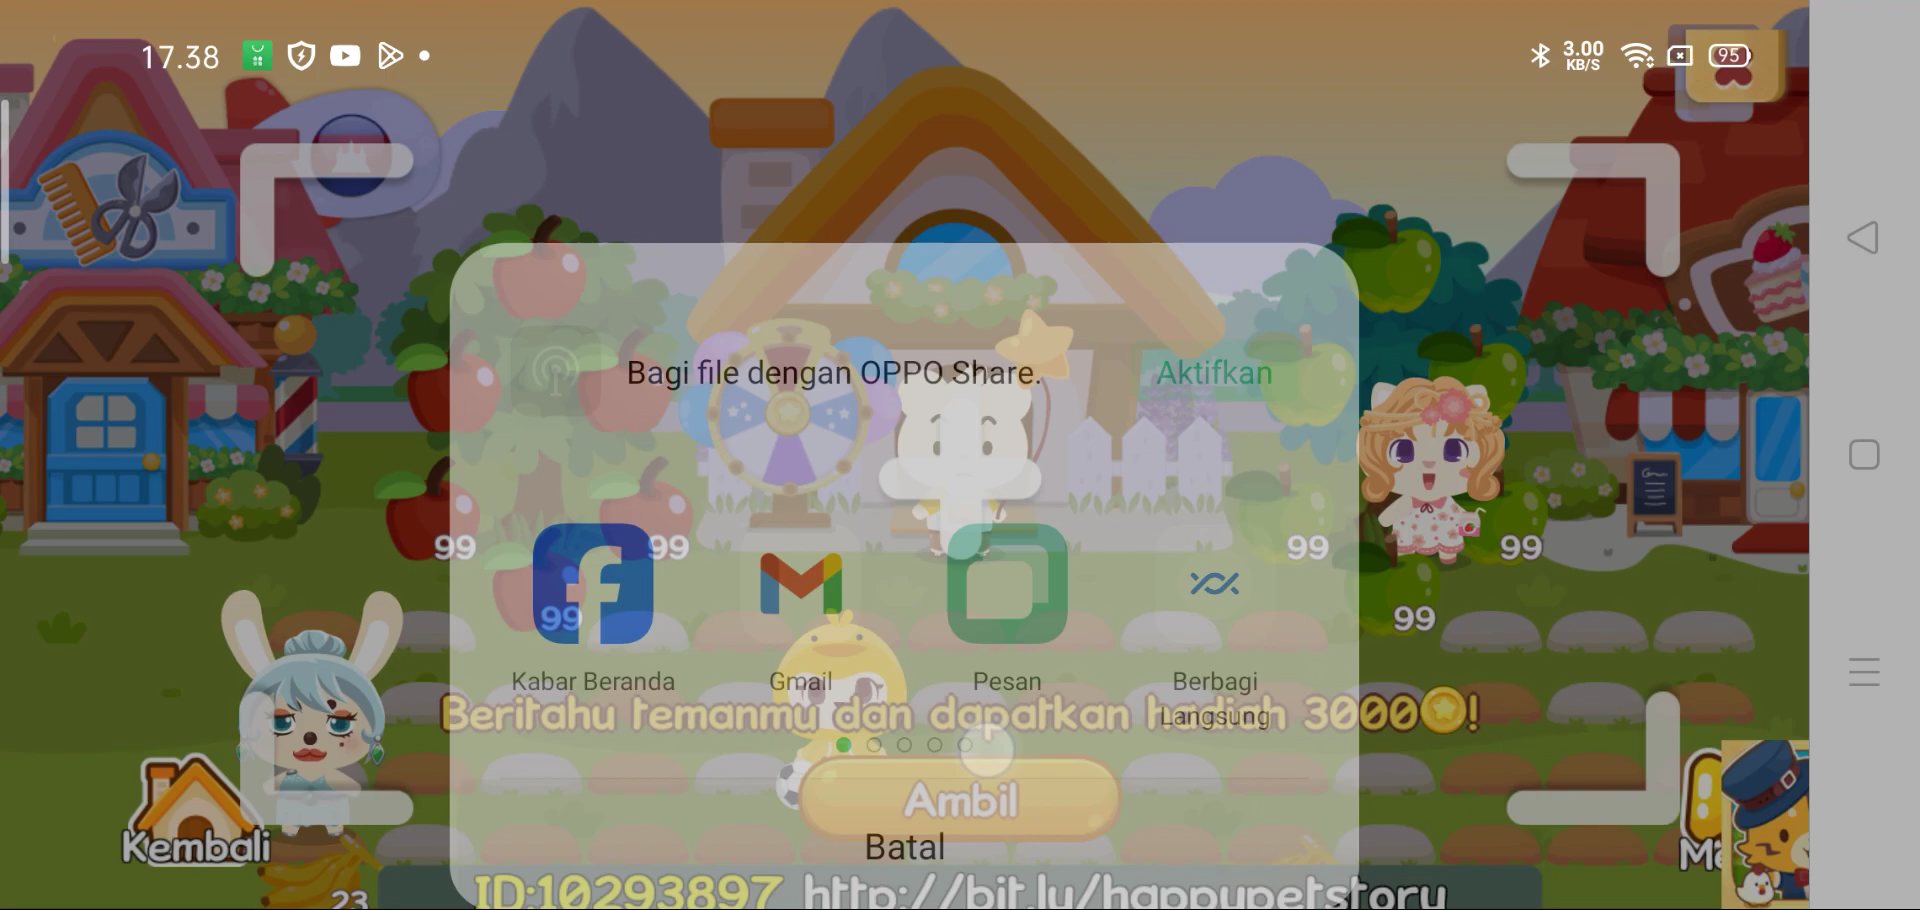 17.38
3.00
KB/S
95
Bagi file dengan OPPO Share.
Aktifkan
99
99
99
99
99
99
Kabar Beranda
Gmail
Pesan
Berbagi
Langsung
Beritahu temanmu dan dapatkan hadiah 3000!
Ambil
Kembali
Batal
23
ID:10293897 http://bit.ly/happypetstory